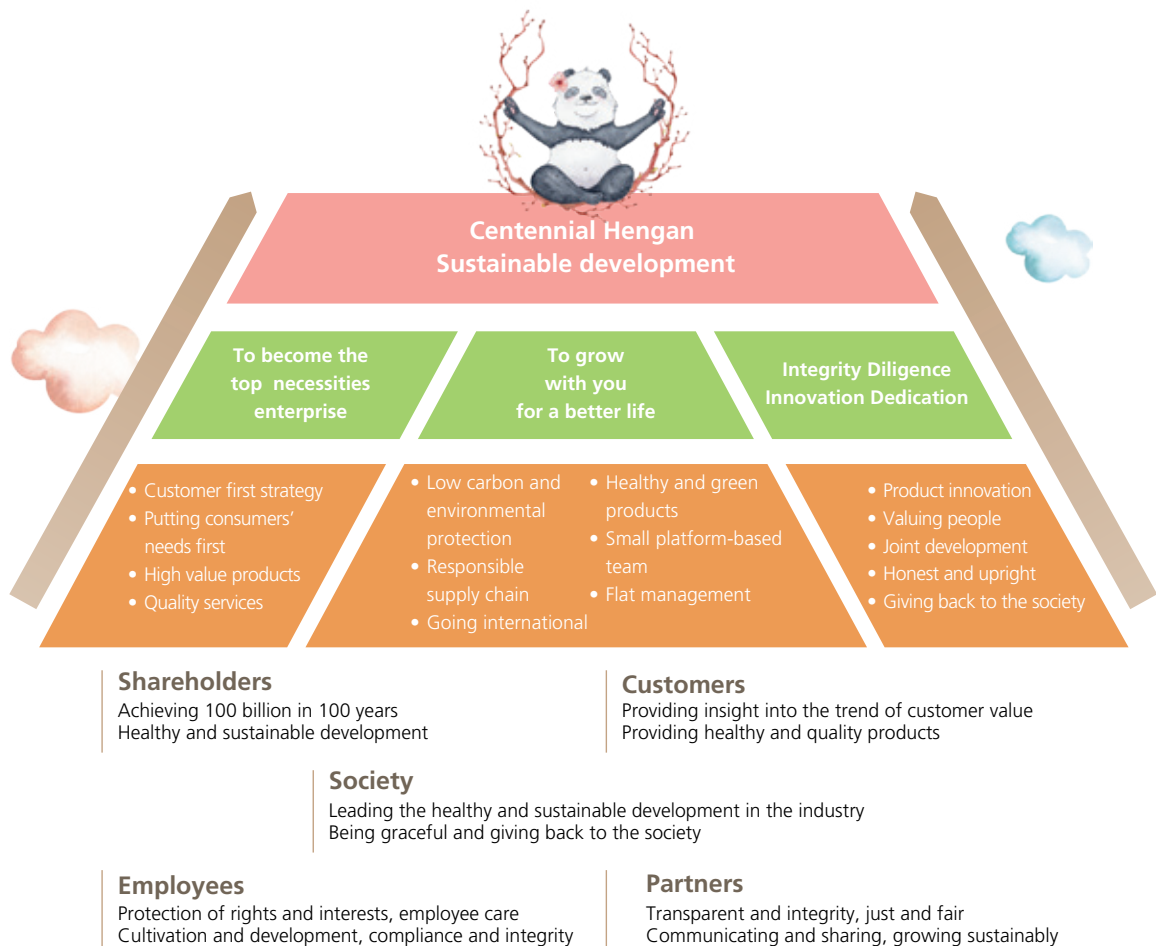 Centennial Hengan
Sustainable development
To become the
top necessities
enterprise
To grow
with you
for a better life
Integrity Diligence
Innovation Dedication
• Customer first strategy
• Putting consumers'
needs first
• High value products
• Quality services
• Low carbon and
environmental
protection
• Responsible
supply chain
• Going international
• Healthy and green
products
• Small platform-based
team
• Flat management
• Product innovation
• Valuing people
• Joint development
• Honest and upright
• Giving back to the society
Shareholders
Achieving 100 billion in 100 years
Healthy and sustainable development
Customers
Providing insight into the trend of customer value
Providing healthy and quality products
Society
Leading the healthy and sustainable development in the industry
Being graceful and giving back to the society
Employees
Protection of rights and interests, employee care
Cultivation and development, compliance and integrity
Partners
Transparent and integrity, just and fair
Communicating and sharing, growing sustainably